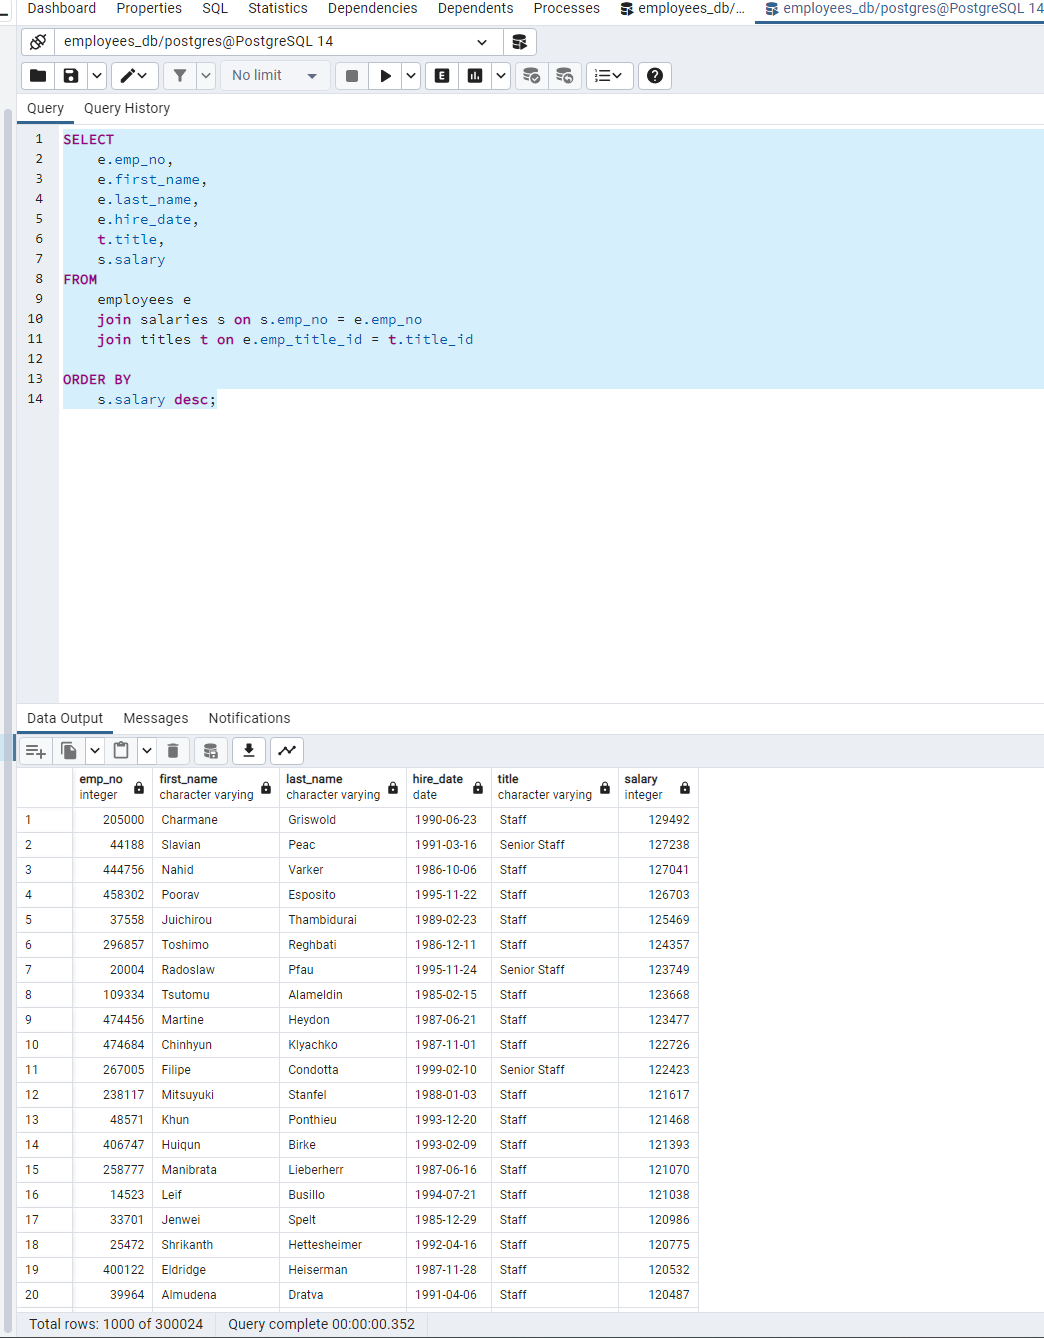 Dashboard Properties SQL Statistics Dependencies Dependents Processes employees_db/... employees_db/postgres@PostgreSQL 14
employees_db/postgres@PostgreSQL 14
No limit E ?
Query Query History
1 SELECT
2 e.emp_no,
3 e.first_name,
4 e.last_name,
5 e.hire_date,
6 t.title,
7 s.salary
8 FROM
9 employees e
10 join salaries s on s.emp_no = e.emp_no
11 join titles t on e.emp_title_id = t.title_id
12
13 ORDER BY
14 s.salary desc;
Data Output Messages Notifications
emp_no first_name last_name hire_date title salary
integer character varying character varying date character varying integer
1 205000 Charmane Griswold 1990-06-23 Staff 129492
2 44188 Slavian Peac 1991-03-16 Senior Staff 127238
3 444756 Nahid Varker 1986-10-06 Staff 127041
4 458302 Poorav Esposito 1995-11-22 Staff 126703
5 37558 Juichirou Thambidurai 1989-02-23 Staff 125469
6 296857 Toshimo Reghbati 1986-12-11 Staff 124357
7 20004 Radoslaw Pfau 1995-11-24 Senior Staff 123749
8 109334 Tsutomu Alameldin 1985-02-15 Staff 123668
9 474456 Martine Heydon 1987-06-21 Staff 123477
10 474684 Chinhyun Klyachko 1987-11-01 Staff 122726
11 267005 Filipe Condotta 1999-02-10 Senior Staff 122423
12 238117 Mitsuyuki Stanfel 1988-01-03 Staff 121617
13 48571 Khun Ponthieu 1993-12-20 Staff 121468
14 406747 Huiqun Birke 1993-02-09 Staff 121393
15 258777 Manibrata Lieberherr 1987-06-16 Staff 121070
16 14523 Leif Busillo 1994-07-21 Staff 121038
17 33701 Jenwei Spelt 1985-12-29 Staff 120986
18 25472 Shrikanth Hettesheimer 1992-04-16 Staff 120775
19 400122 Eldridge Heiserman 1987-11-28 Staff 120532
20 39964 Almudena Dratva 1991-04-06 Staff 120487
Total rows: 1000 of 300024 Query complete 00:00:00.352